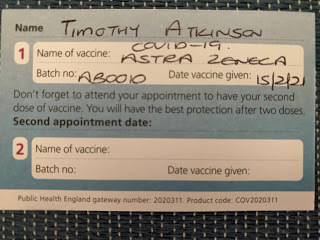 Name TIMOTHY ATKINSON
1 Name of vaccine: COVID-19.
ASTRA ZENECA
Batch no: AB0010 Date vaccine given: 15/2/21
Don't forget to attend your appointment to have your second
dose of vaccine. You will have the best protection after two doses.
Second appointment date:
2 Name of vaccine:
Batch no: Date vaccine given:
Public Health England gateway number: 2020311. Product code: COV2020311